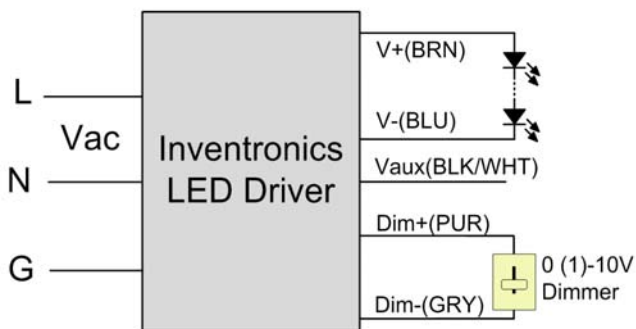 L
Vac
N
G
Inventronics
LED Driver
V+(BRN)
V-(BLU)
Vaux(BLK/WHT)
Dim+(PUR)
Dim-(GRY)
0 (1)-10V
Dimmer